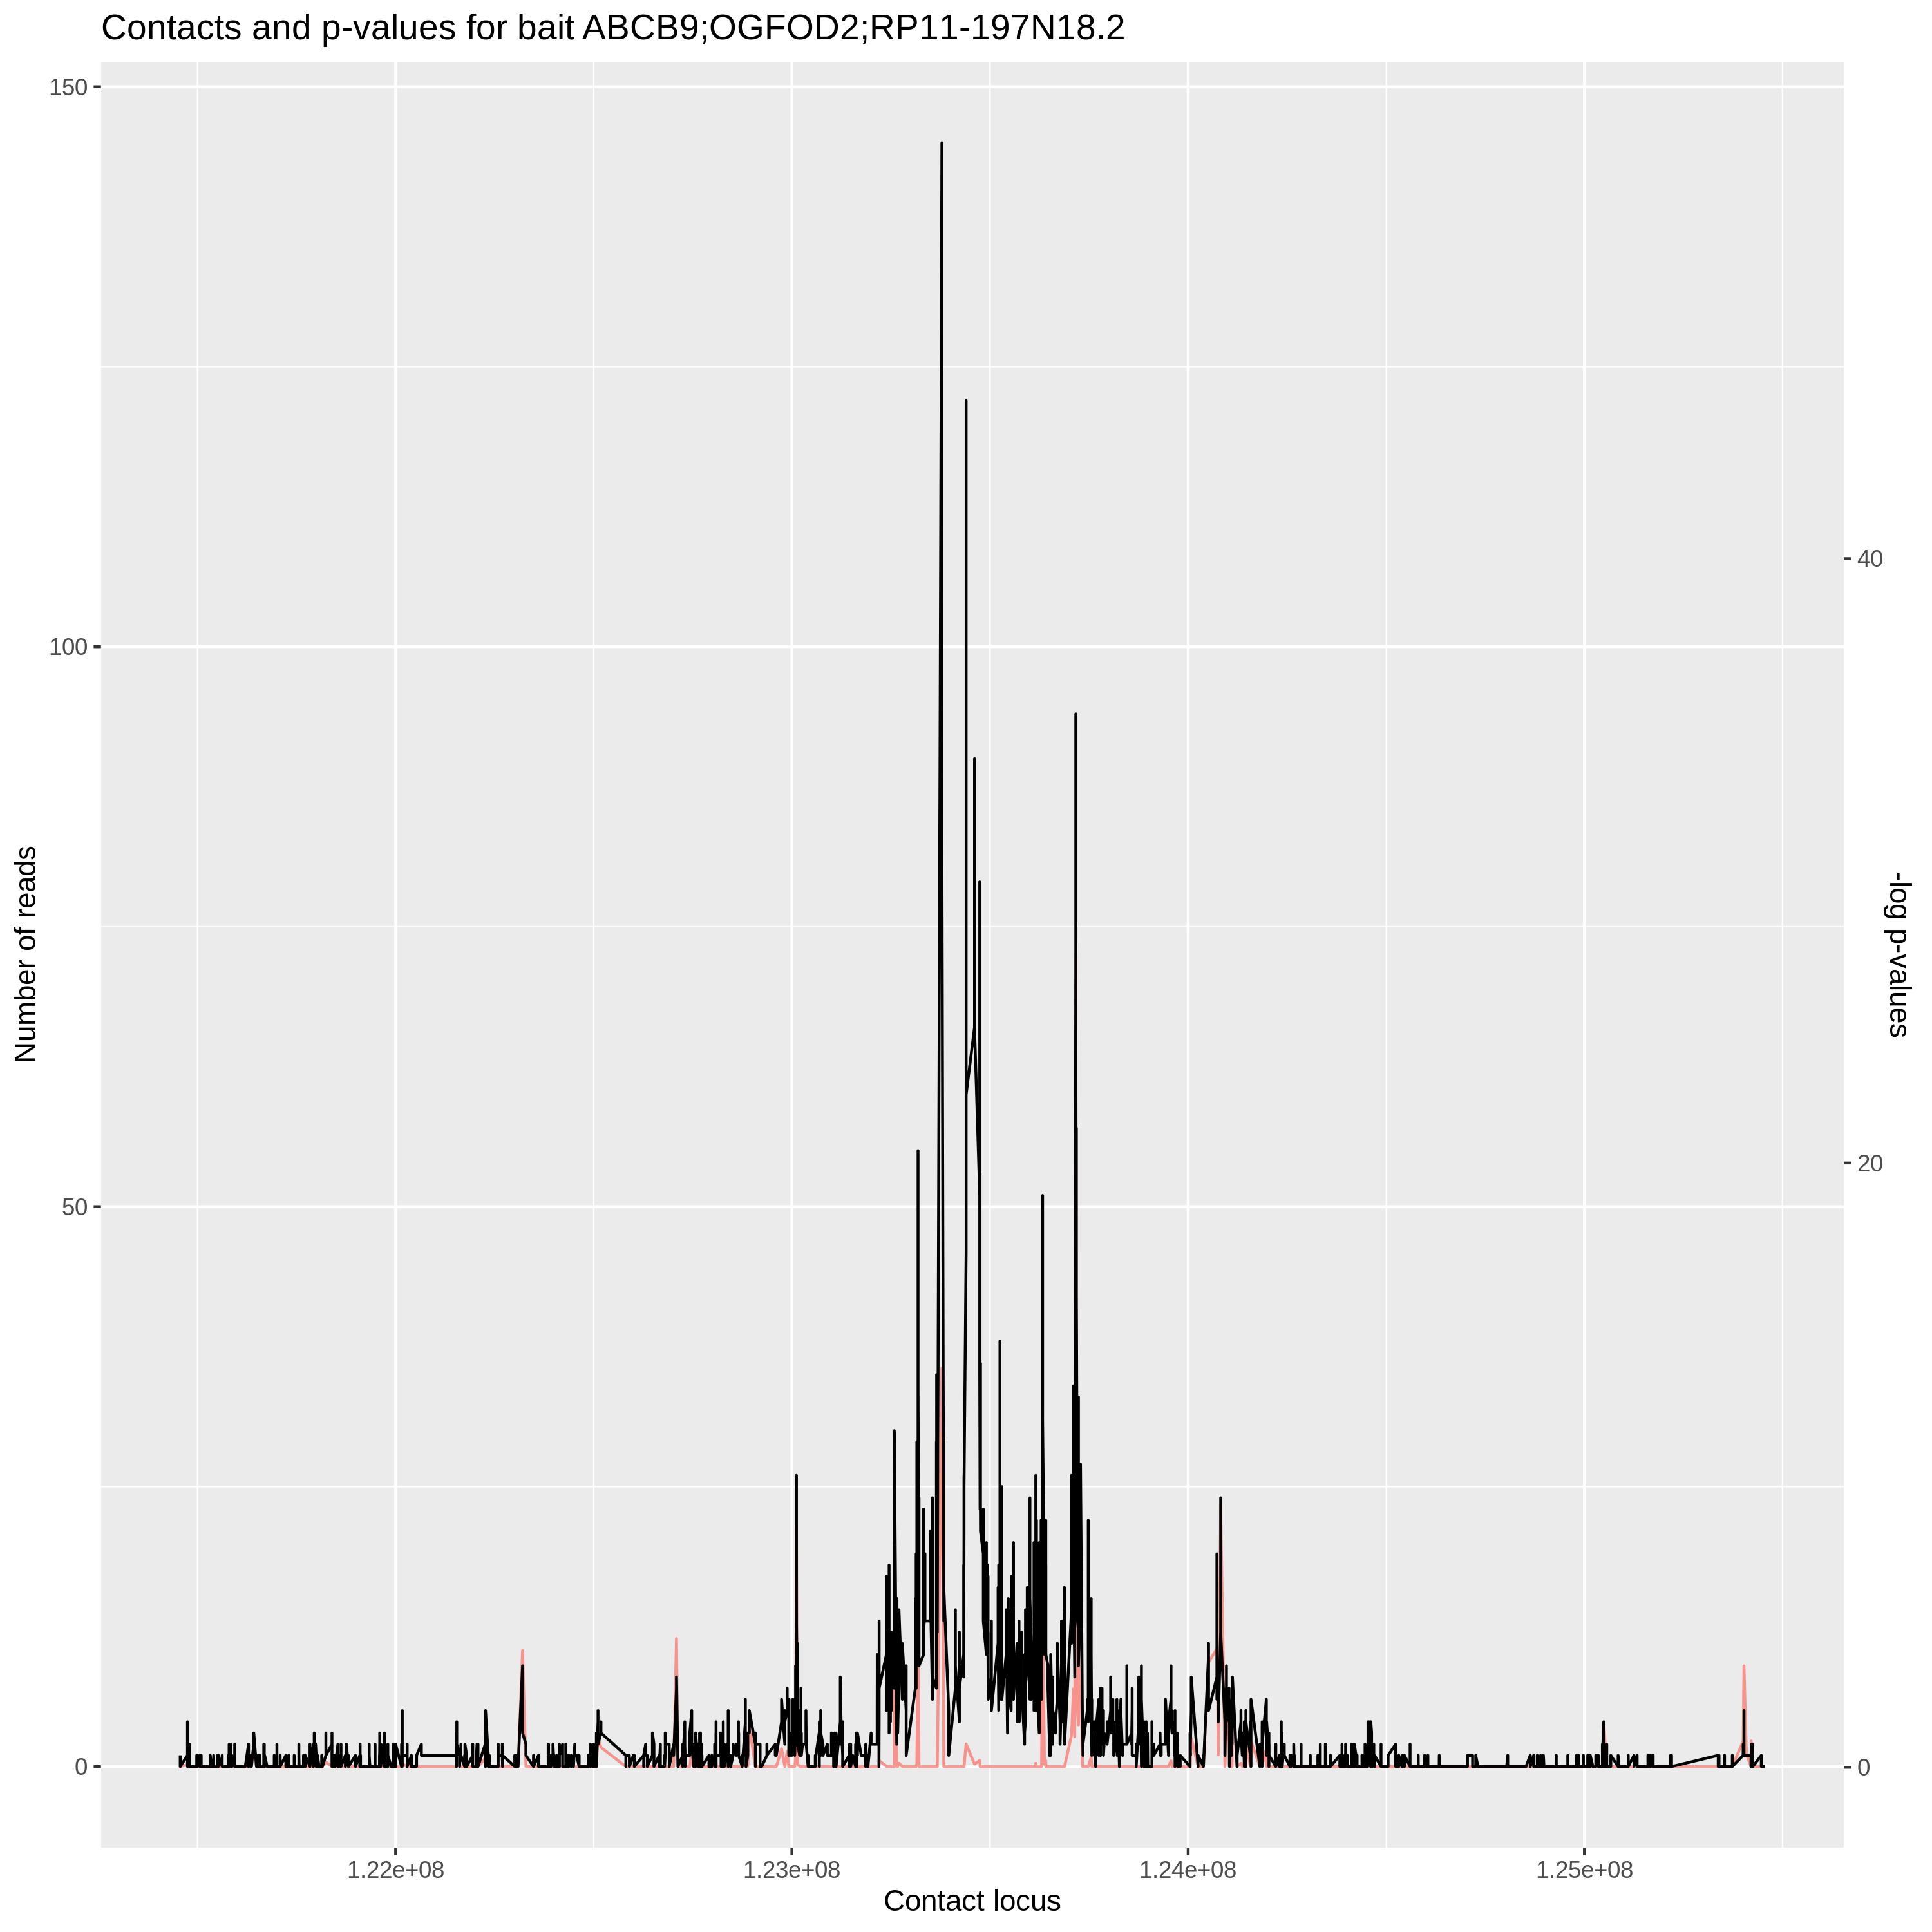 Contacts and p-values for bait ABCB9;OGFOD2;RP11-197N18.2
150
100
50
0
Number of reads
40
20
0
-log p-values
1.22e+08
1.23e+08
1.24e+08
1.25e+08
Contact locus